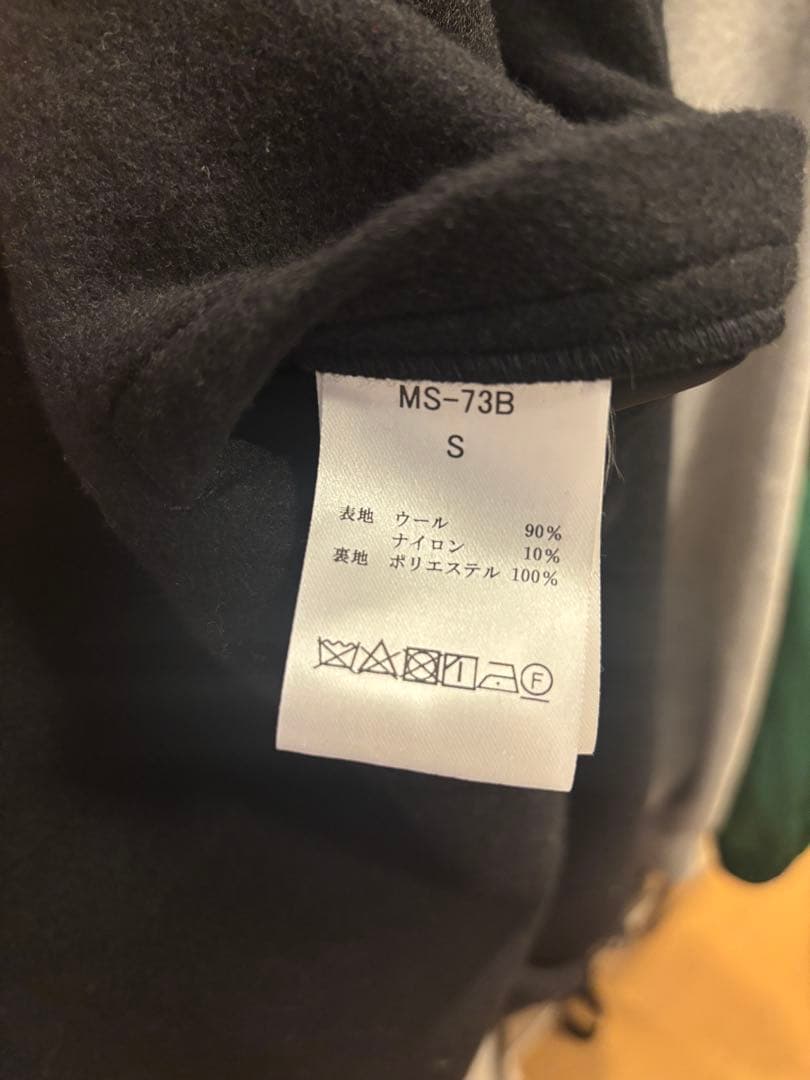 MS-73B
S
表地 ウール 90%
ナイロン 10%
裏地 ポリエステル 100%
F